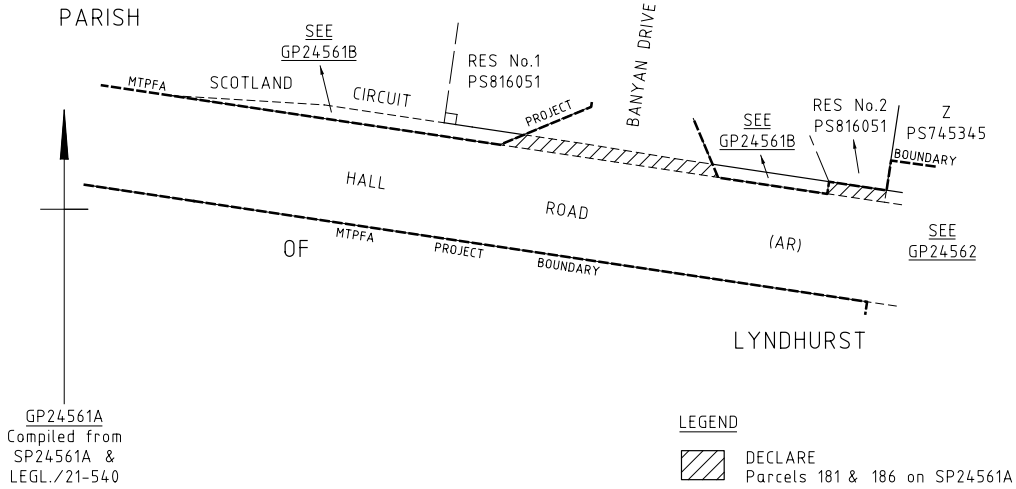 PARISH
SEE
GP24561B
RES No.1
PS816051
BANYAN DRIVE
MTPFA
SCOTLAND
CIRCUIT
PROJECT
SEE
GP24561B
RES No.2
PS816051
Z
PS745345
BOUNDARY
HALL
ROAD
(AR)
SEE
GP24562
OF
MTPFA
PROJECT
BOUNDARY
LYNDHURST
GP24561A
Compiled from
SP24561A &
LEGL./21-540
LEGEND
DECLARE
Parcels 181 & 186 on SP24561A